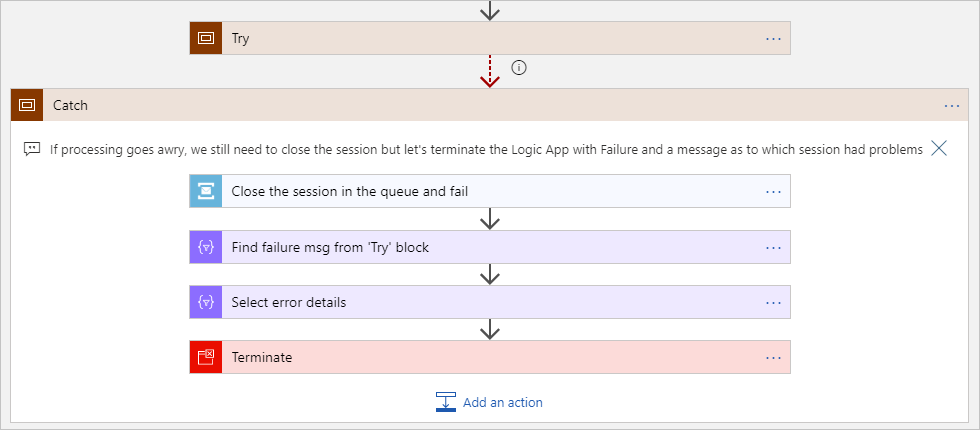 Try
Catch
If processing goes awry, we still need to close the session but let's terminate the Logic App with Failure and a message as to which session had problems
Close the session in the queue and fail
Find failure msg from 'Try' block
Select error details
Terminate
Add an action